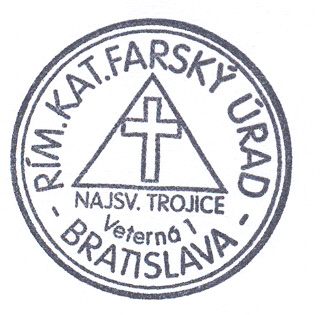 RÍM. KAT. FARSKÝ ÚRAD
NAJSV. TROJICE
Veterná 1
- BRATISLAVA -